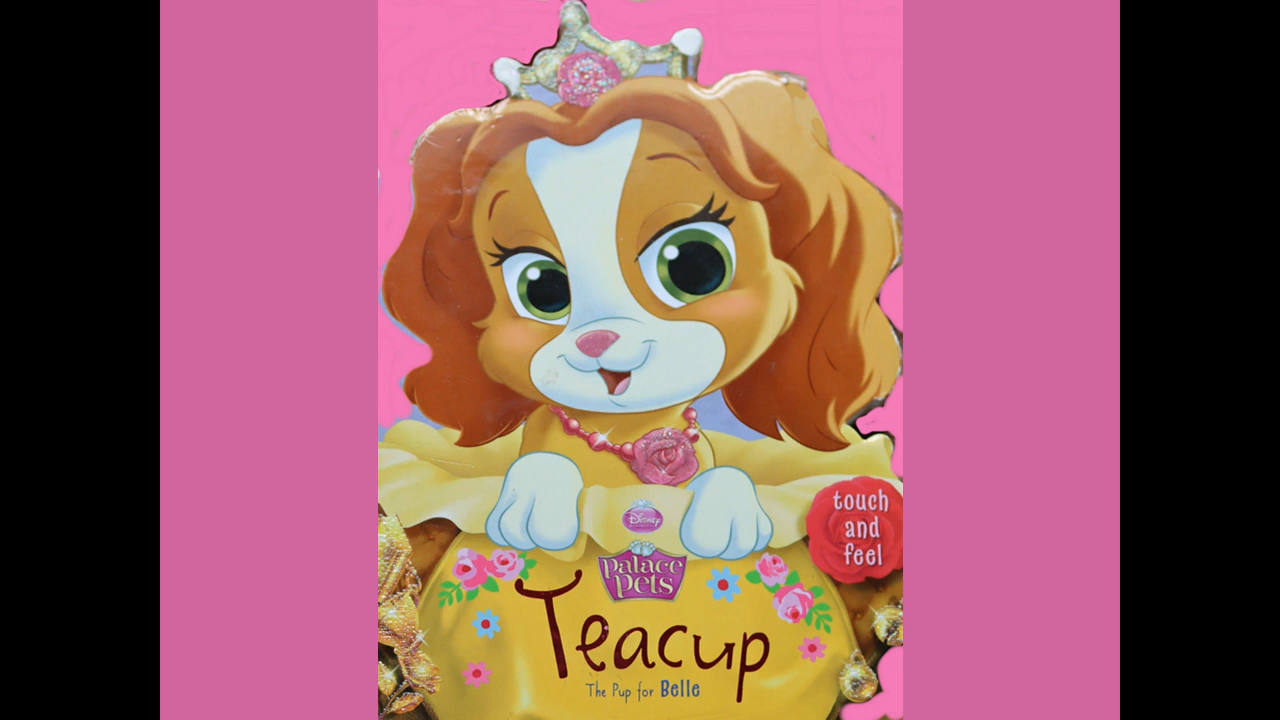 touch
and
feel
Disney
Palace
Pets
Teacup
The Pup for Belle